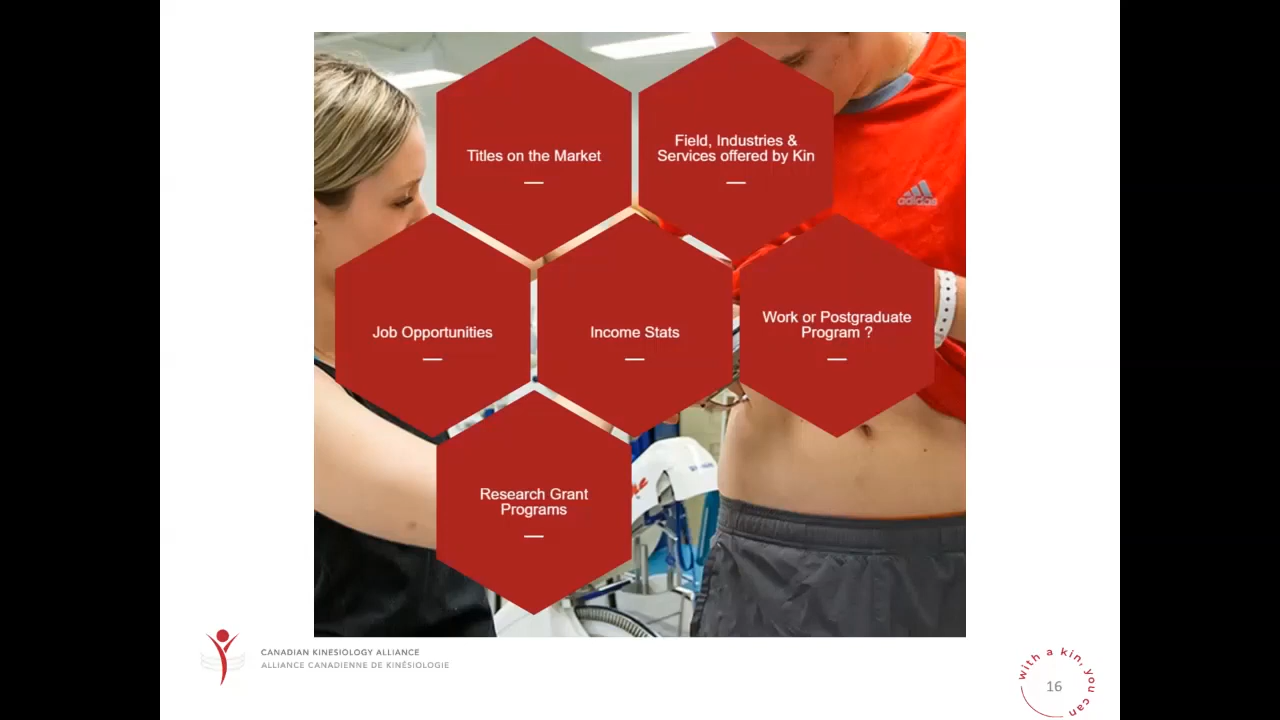 Titles on the Market
Field, Industries &
Services offered by Kin
adidas
Job Opportunities
Income Stats
Work or Postgraduate
Program ?
Research Grant
Programs
CANADIAN KINESIOLOGY ALLIANCE
ALLIANCE CANADIENNE DE KINÉSIOLOGIE
with a kin, you can
16